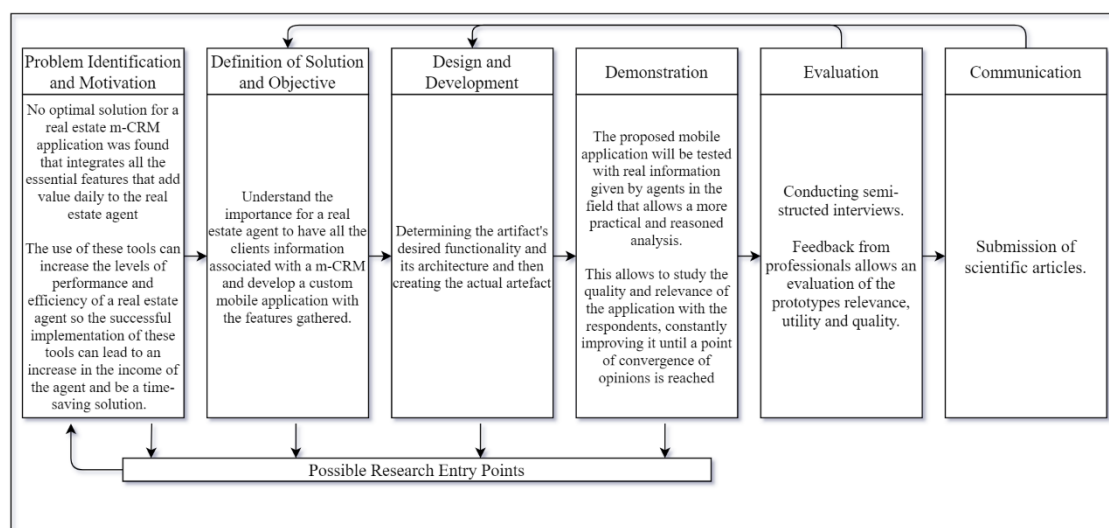 Problem Identification
and Motivation
No optimal solution for a
real estate m-CRM
application was found
that integrates all the
essential features that add
value daily to the real
estate agent
The use of these tools can
increase the levels of
performance and
efficiency of a real estate
agent so the successful
implementation of these
tools can lead to an
increase in the income of
the agent and be a time-
saving solution.
Definition of Solution
and Objective
Understand the
importance for a real
estate agent to have all the
clients information
associated with a m-CRM
and develop a custom
mobile application with
the features gathered.
Design and
Development
Determining the artifact's
desired functionality and
its architecture and then
creating the actual artefact
Demonstration
The proposed mobile
application will be tested
with real information
given by agents in the
field that allows a more
practical and reasoned
analysis.
This allows to study the
quality and relevance of
the application with the
respondents, constantly
improving it until a point
of convergence of
opinions is reached
Evaluation
Conducting semi-
structed interviews.
Feedback from
professionals allows an
evaluation of the
prototypes relevance,
utility and quality.
Communication
Submission of
scientific articles.
Possible Research Entry Points